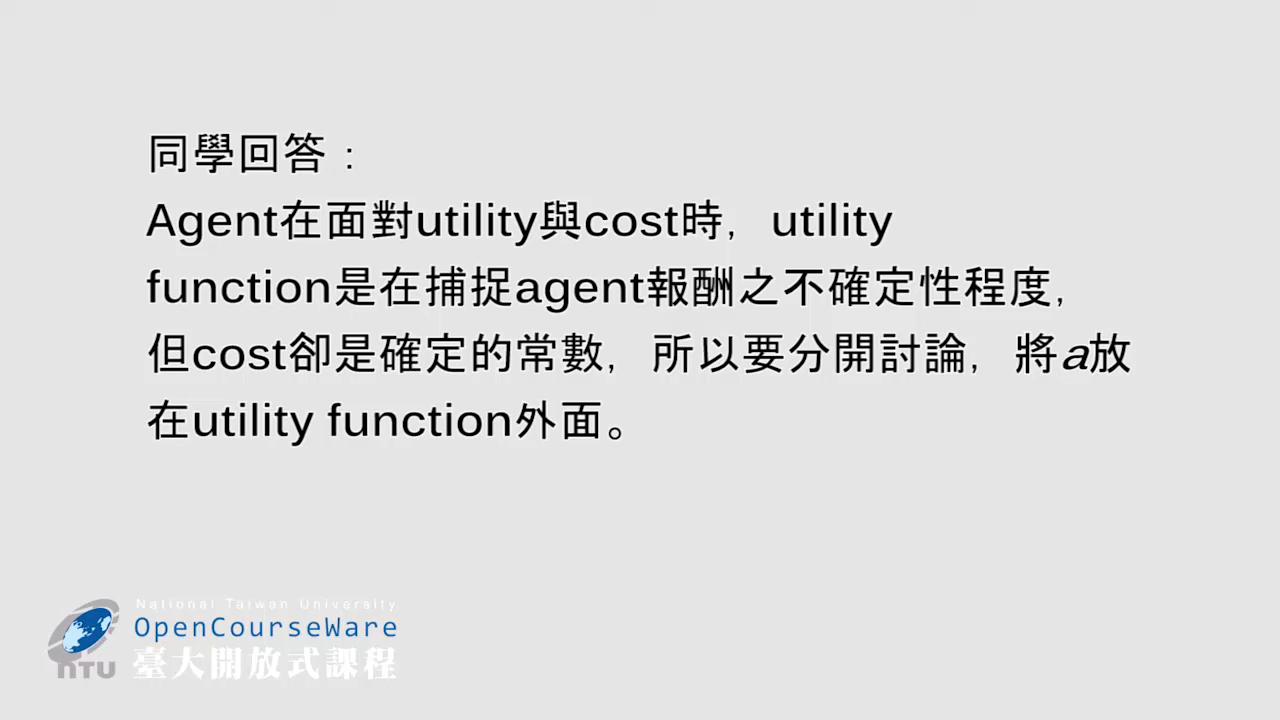 同學回答：
Agent在面對utility與cost時，utility
function是在捕捉agent報酬之不確定性程度，
但cost卻是確定的常數，所以要分開討論，將a放
在utility function外面。
National Taiwan University
OpenCourseWare
臺大開放式課程
NTU